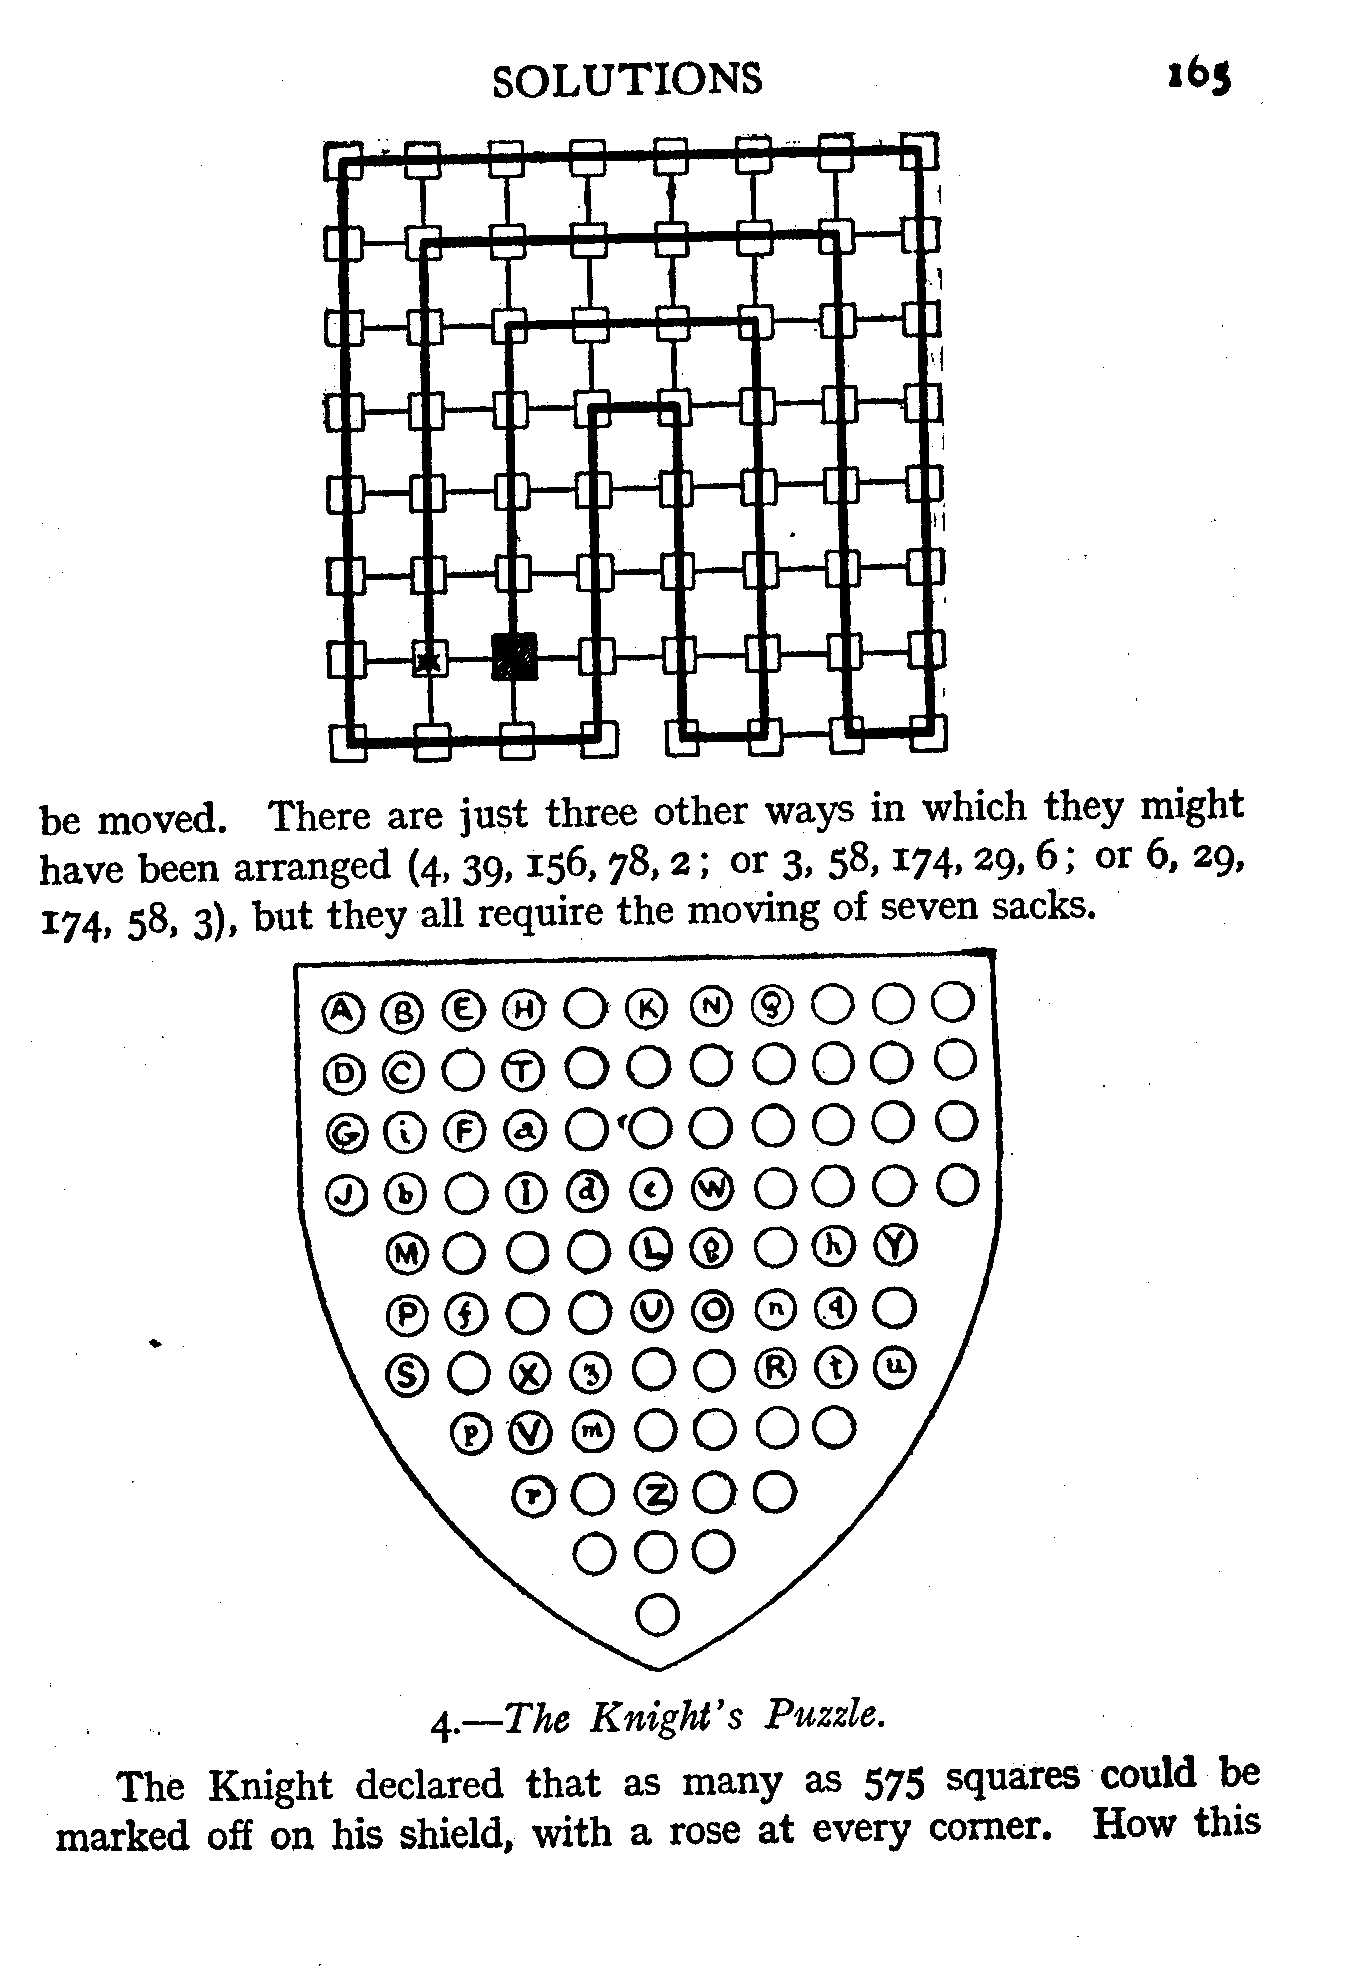 SOLUTIONS 165
be moved. There are just three other ways in which they might
have been arranged (4, 39, 156, 78, 2; or 3, 58, 174, 29, 6; or 6, 29,
174, 58, 3), but they all require the moving of seven sacks.
A B E H K N Q
D C T
G i F a
J b l d c W
M L e h Y
P f U O n q
S X 3 R t u
p V m
r Z
4.—The Knight's Puzzle.
The Knight declared that as many as 575 squares could be
marked off on his shield, with a rose at every corner. How this